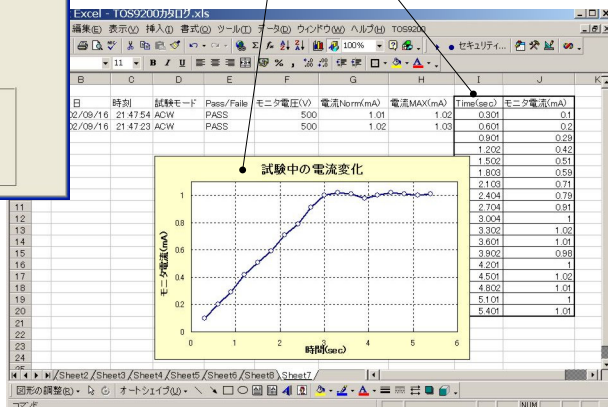 Excel - TOS9200カタログ.xls
編集(E) 表示(V) 挿入(I) 書式(O) ツール(T) データ(D) ウィンドウ(W) ヘルプ(H) TOS9200
100% セキュリティ...
11 B I U % ,
B C D E F G H I J K
日 時刻 試験モード Pass/Faile モニタ電圧(V) 電流Norm(mA) 電流MAX(mA) Time(sec) モニタ電流(mA)
02/09/16 21:47:54 ACW PASS 500 1.01 1.02 0.301 0.1
02/09/16 21:47:23 ACW PASS 500 1.02 1.03 0.601 0.2
0.901 0.29
1.202 0.42
1.502 0.51
1.803 0.59
2.103 0.71
2.404 0.79
11 2.704 0.91
12 3.004 1
13 3.302 1.02
14 3.601 1.01
15 3.902 0.98
16 4.201 1
17 4.501 1.02
18 4.802 1.01
19 5.101 1
20 5.401 1.01
21
22
23
24
25
試験中の電流変化
モニタ電流(mA)
1
0.8
0.6
0.4
0.2
0
0 1 2 3 4 5 6
時間(sec)
Sheet2 Sheet3 Sheet4 Sheet5 Sheet6 Sheet8 Sheet7
図形の調整(R) オートシェイプ(U)
コマンド NUM